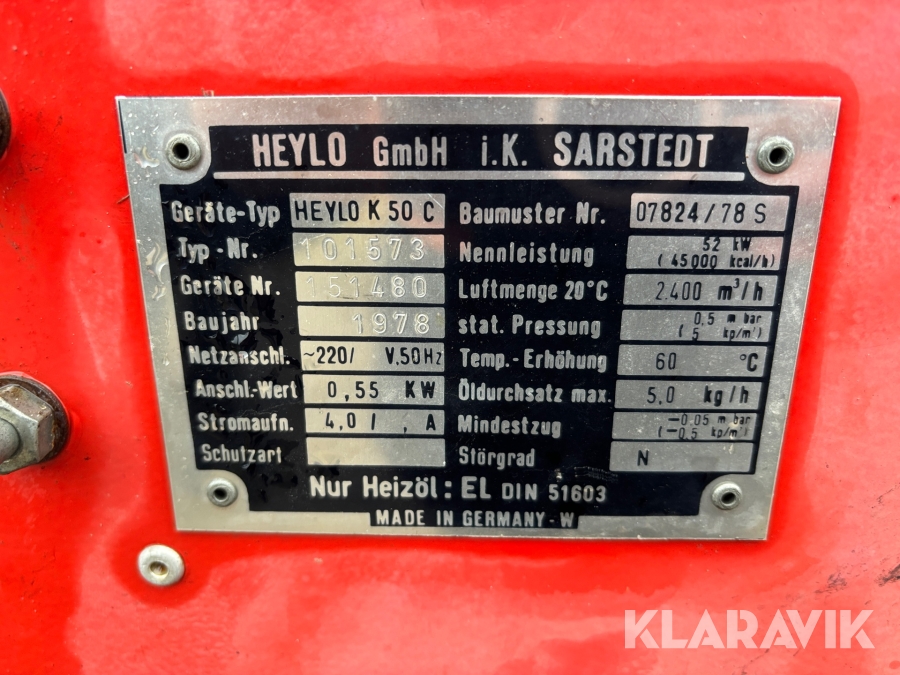 HEYLO GmbH i.K. SARSTEDT
Geräte-Typ HEYLO K 50 C Baumuster Nr. 07824/78 S
Typ-Nr. 101573 Nennleistung 52 kW (45000 kcal/h)
Geräte Nr. 151480 Luftmenge 20°C 2.400 m³/h
Baujahr 1978 stat. Pressung 0,5 m bar (5 kp/m²)
Netzanschl. ~220/ V.50Hz Temp.-Erhöhung 60 °C
Anschl.-Wert 0,55 KW Öldurchsatz max. 5,0 kg/h
Stromaufn. 4,0 / , A Mindestzug -0,05 m bar (-0,5 kp/m²)
Schutzart Störgrad N
Nur Heizöl: EL DIN 51603
MADE IN GERMANY-W
KLARAVIK